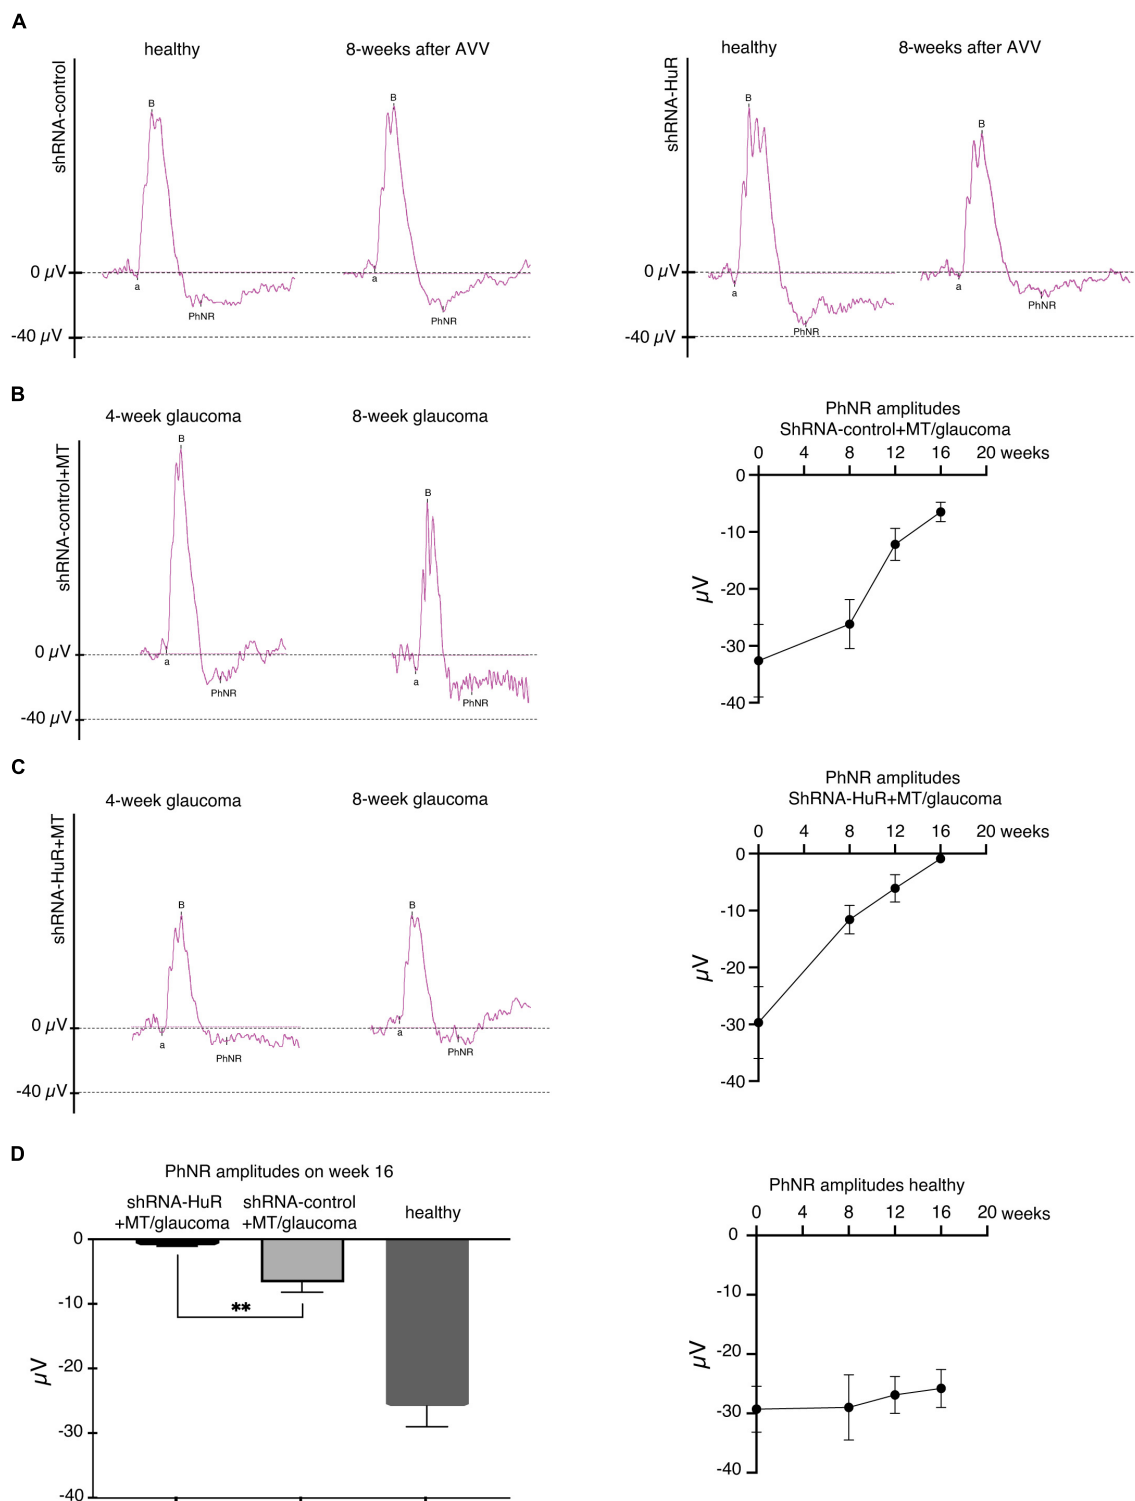 A
healthy
8-weeks after AVV
shRNA-control
B
B
0 µV
a
a
PhNR
PhNR
-40 µV
healthy
8-weeks after AVV
shRNA-HuR
B
B
0 µV
a
a
PhNR
PhNR
-40 µV
B
4-week glaucoma
8-week glaucoma
shRNA-control+MT
B
B
0 µV
a
a
PhNR
PhNR
-40 µV
PhNR amplitudes
ShRNA-control+MT/glaucoma
0 4 8 12 16 20 weeks
0
-10
-20
-30
-40
µV
C
4-week glaucoma
8-week glaucoma
shRNA-HuR+MT
B
B
0 µV
a
a
PhNR
PhNR
-40 µV
PhNR amplitudes
ShRNA-HuR+MT/glaucoma
0 4 8 12 16 20 weeks
0
-10
-20
-30
-40
µV
D
PhNR amplitudes on week 16
shRNA-HuR
+MT/glaucoma
shRNA-control
+MT/glaucoma
healthy
0
-10
-20
-30
-40
µV
**
PhNR amplitudes healthy
0 4 8 12 16 20 weeks
0
-10
-20
-30
-40
µV